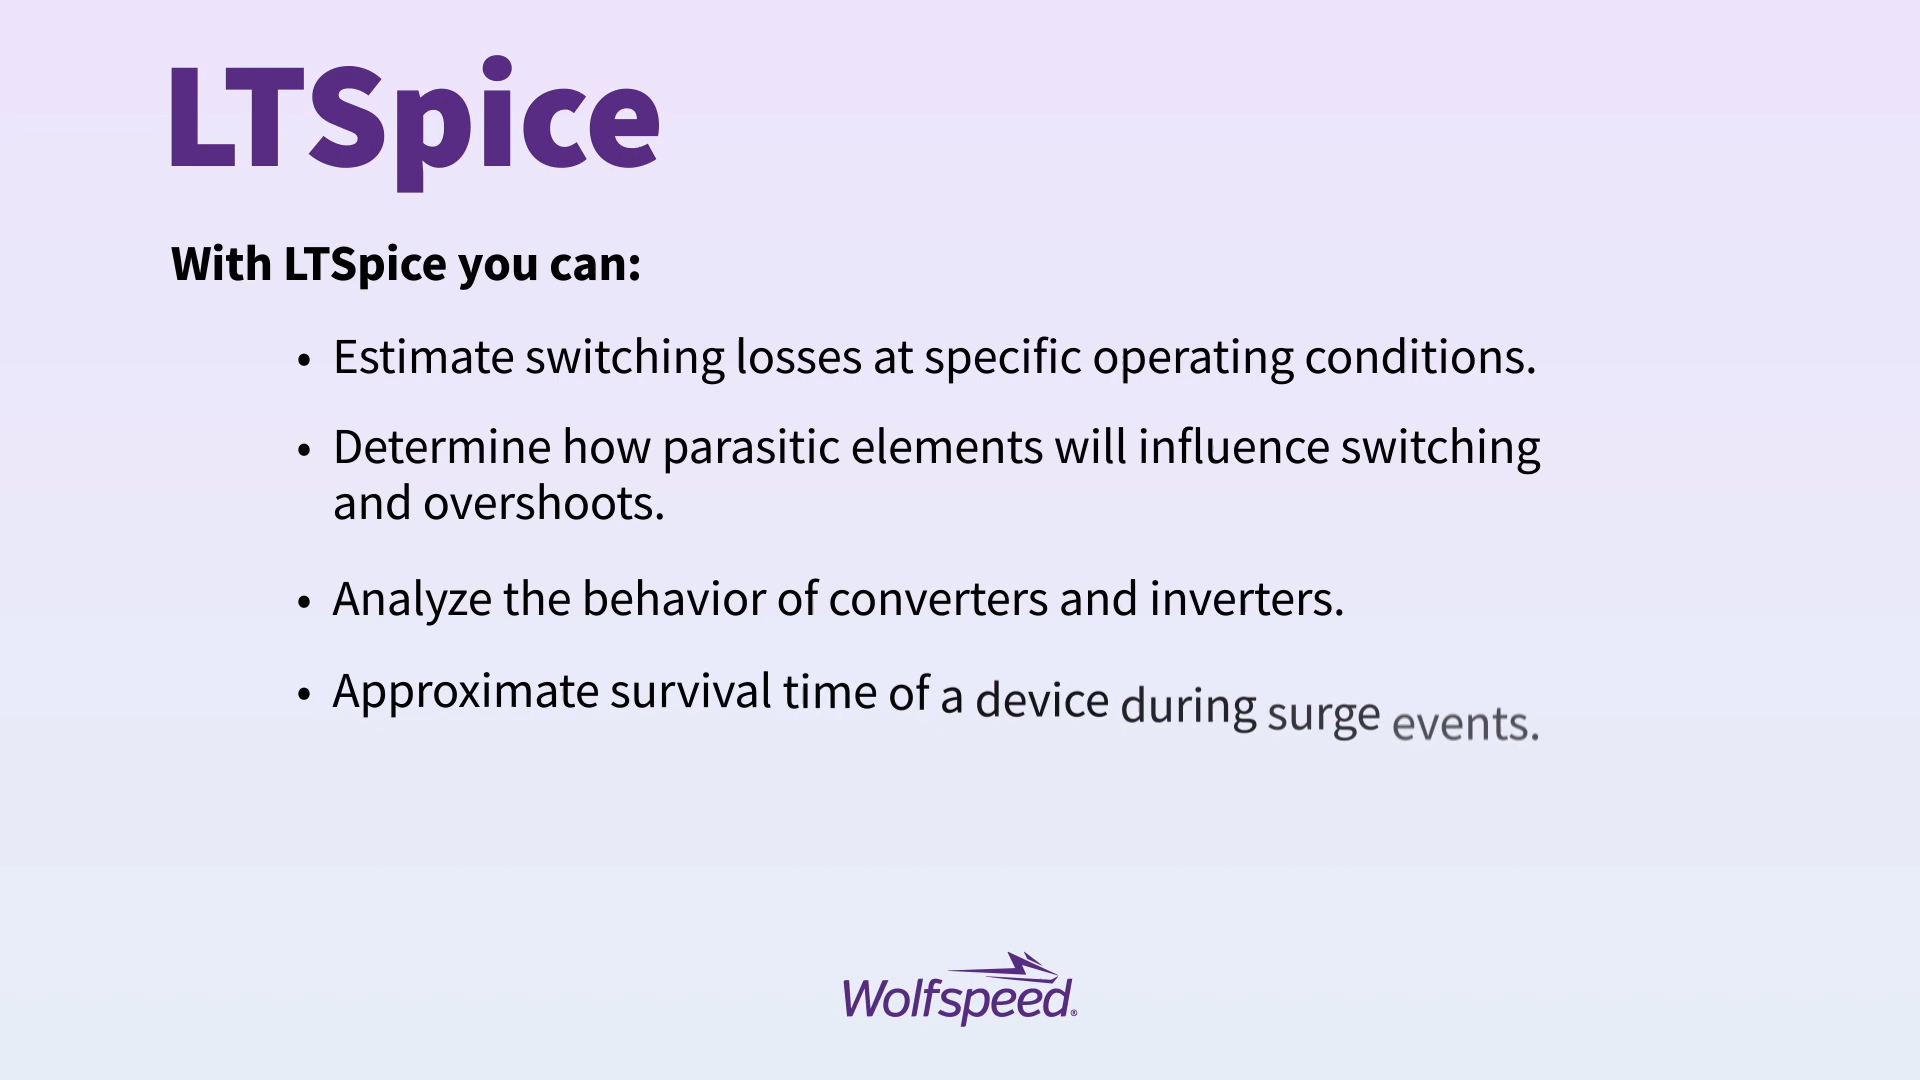 LTSpice
With LTSpice you can:
• Estimate switching losses at specific operating conditions.
• Determine how parasitic elements will influence switching
and overshoots.
• Analyze the behavior of converters and inverters.
• Approximate survival time of a device during surge events.
Wolfspeed®